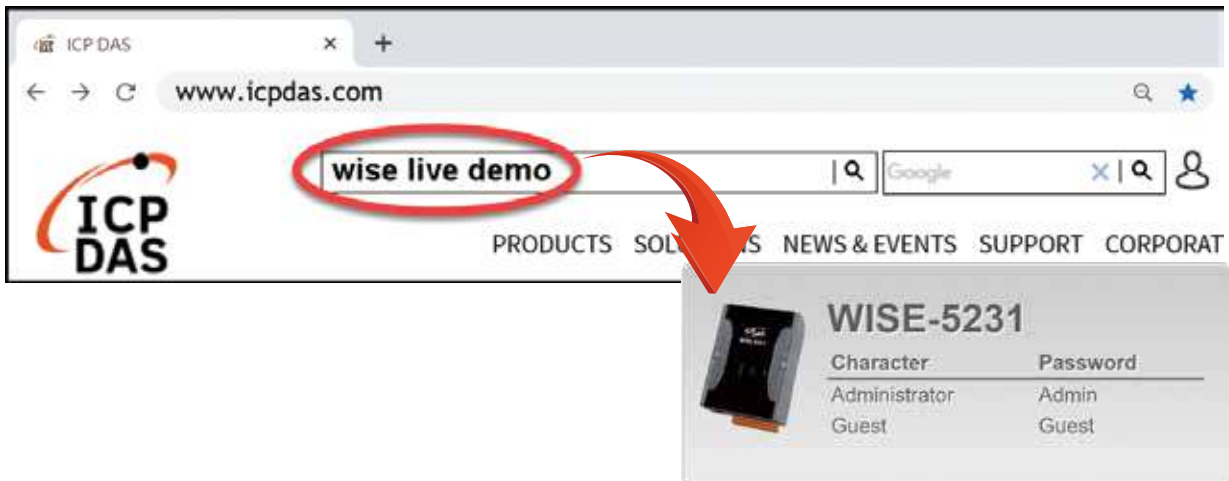 ICP DAS
www.icpdas.com
wise live demo
Google
ICP
DAS
PRODUCTS NEWS & EVENTS SUPPORT CORPORAT
WISE-5231
Character Password
Administrator Admin
Guest Guest